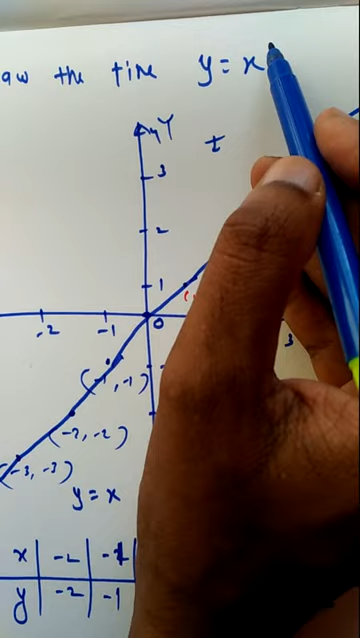 aw the line y = x
Y
t
3
2
1
-2 -1 0 3
(-1, -1)
(-2, -2)
(-3, -3)
y = x
x -2 -1
y -2 -1